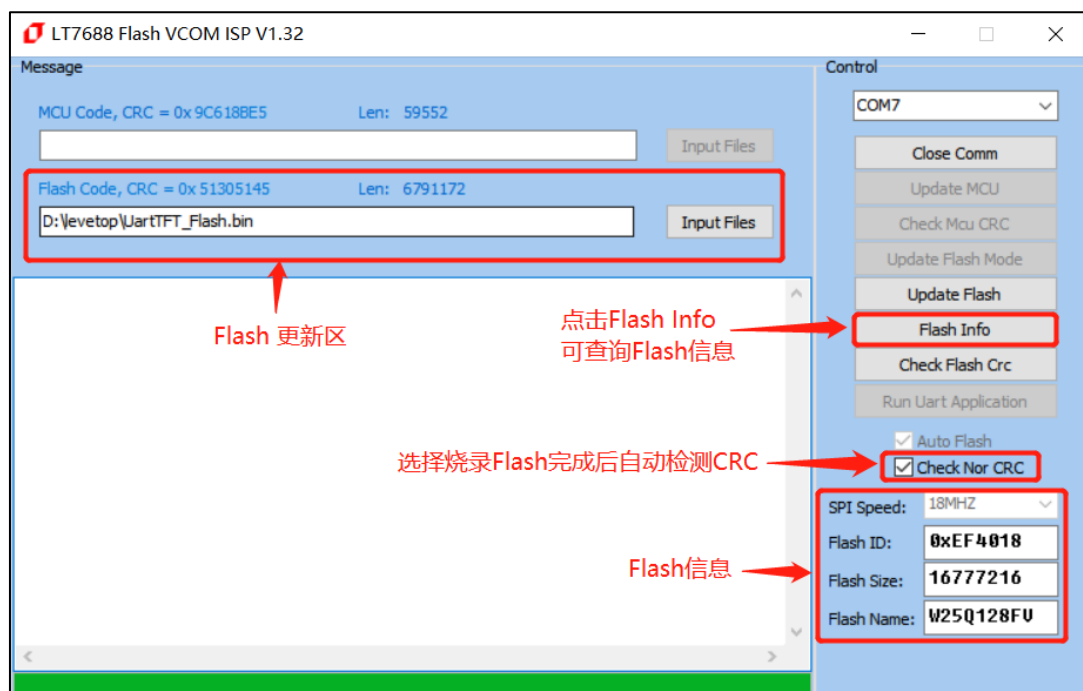 LT7688 Flash VCOM ISP V1.32
Message
MCU Code, CRC = 0x 9C618BE5 Len: 59552
Input Files
Flash Code, CRC = 0x 51305145 Len: 6791172
D:\levetop\UartTFT_Flash.bin
Input Files
Flash 更新区
点击Flash Info
可查询Flash信息
选择烧录Flash完成后自动检测CRC
Flash信息
Control
COM7
Close Comm
Update MCU
Check Mcu CRC
Update Flash Mode
Update Flash
Flash Info
Check Flash Crc
Run Uart Application
Auto Flash
Check Nor CRC
SPI Speed: 18MHZ
Flash ID: 0xEF4018
Flash Size: 16777216
Flash Name: W25Q128FV